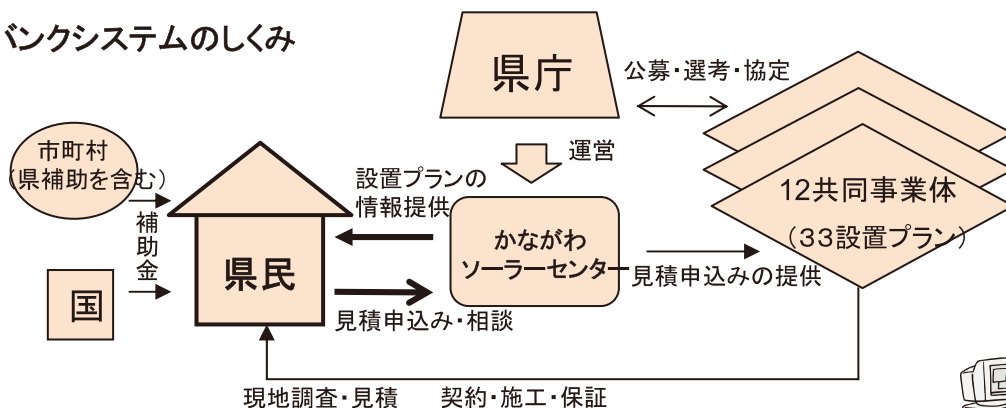 バンクシステムのしくみ
県庁
公募・選考・協定
市町村
(県補助を含む)
運営
設置プランの
情報提供
12共同事業体
(33設置プラン)
補助金
かながわ
ソーラーセンター
県民
見積申込みの提供
国
見積申込み・相談
現地調査・見積 契約・施工・保証